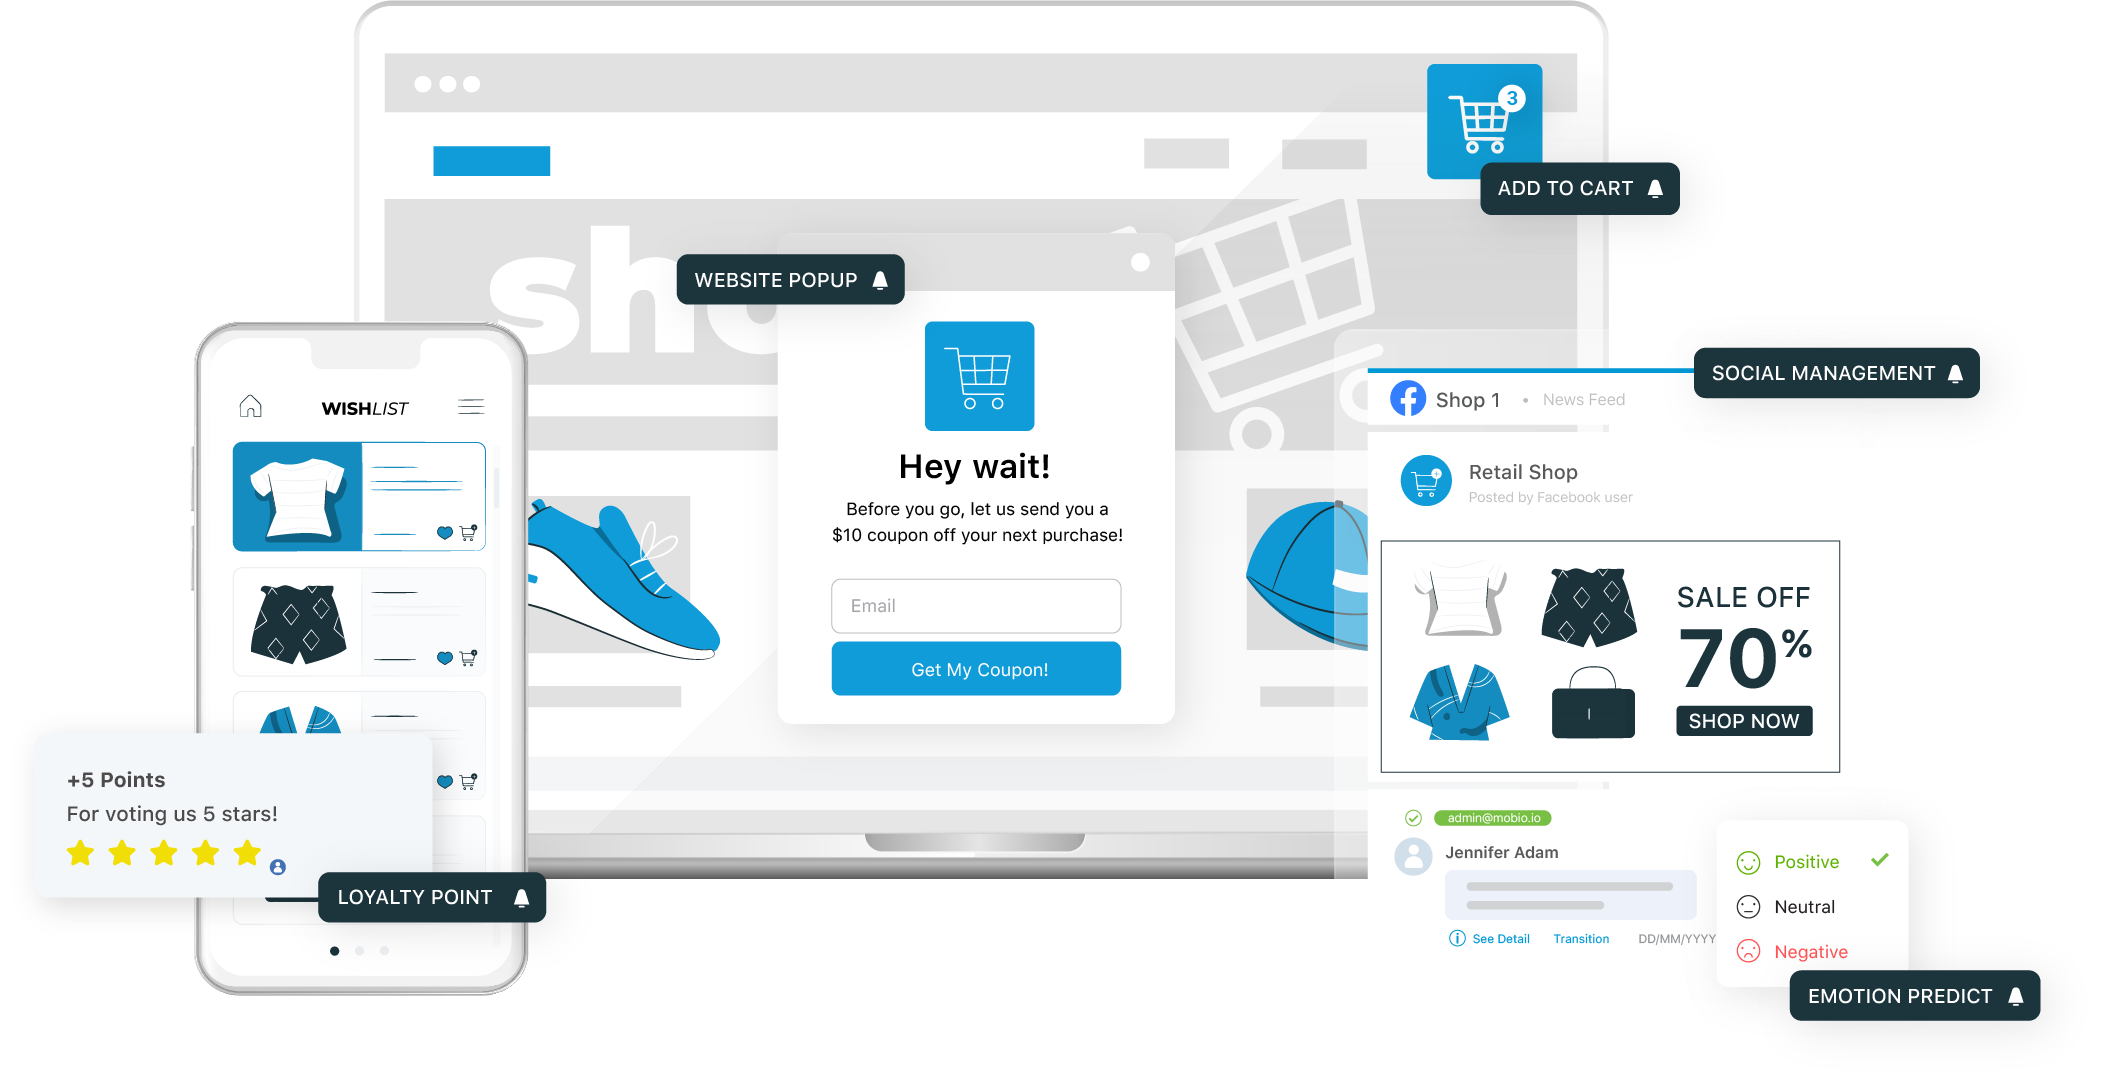 3
ADD TO CART
sho
WEBSITE POPUP
Hey wait!
Before you go, let us send you a
$10 coupon off your next purchase!
Email
Get My Coupon!
WISHLIST
+5 Points
For voting us 5 stars!
LOYALTY POINT
SOCIAL MANAGEMENT
Shop 1 • News Feed
Retail Shop
Posted by Facebook user
SALE OFF
70%
SHOP NOW
admin@mobio.io
Jennifer Adam
See Detail Transition DD/MM/YYYY
Positive
Neutral
Negative
EMOTION PREDICT